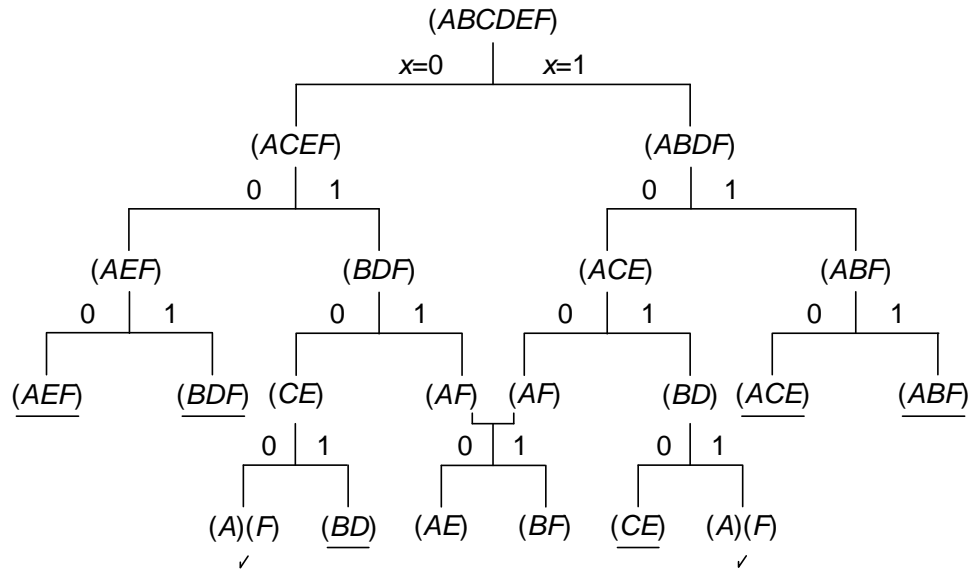 (ABCDEF)
x=0 x=1
(ACEF) (ABDF)
0 1 0 1
(AEF) (BDF) (ACE) (ABF)
0 1 0 1 0 1 0 1
(AEF) (BDF) (CE) (AF) (AF) (BD) (ACE) (ABF)
0 1 0 1 0 1
(A)(F) (BD) (AE) (BF) (CE) (A)(F)
✓ ✓